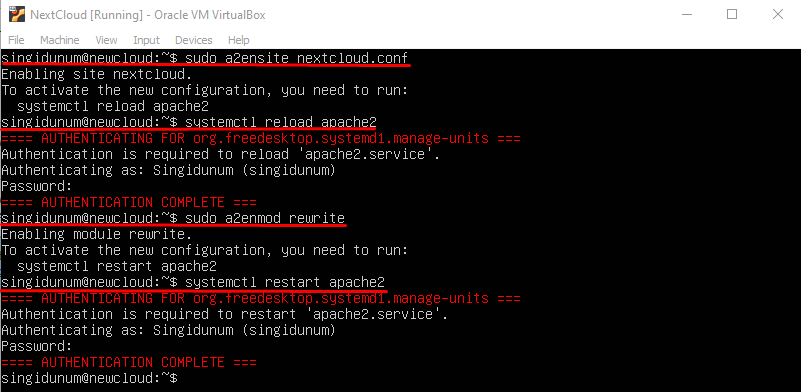 NextCloud [Running] - Oracle VM VirtualBox
File Machine View Input Devices Help
singidunum@newcloud:~$ sudo a2ensite nextcloud.conf
Enabling site nextcloud.
To activate the new configuration, you need to run:
  systemctl reload apache2
singidunum@newcloud:~$ systemctl reload apache2
==== AUTHENTICATING FOR org.freedesktop.systemd1.manage-units ===
Authentication is required to reload 'apache2.service'.
Authenticating as: Singidunum (singidunum)
Password:
==== AUTHENTICATION COMPLETE ===
singidunum@newcloud:~$ sudo a2enmod rewrite
Enabling module rewrite.
To activate the new configuration, you need to run:
  systemctl restart apache2
singidunum@newcloud:~$ systemctl restart apache2
==== AUTHENTICATING FOR org.freedesktop.systemd1.manage-units ===
Authentication is required to restart 'apache2.service'.
Authenticating as: Singidunum (singidunum)
Password:
==== AUTHENTICATION COMPLETE ===
singidunum@newcloud:~$